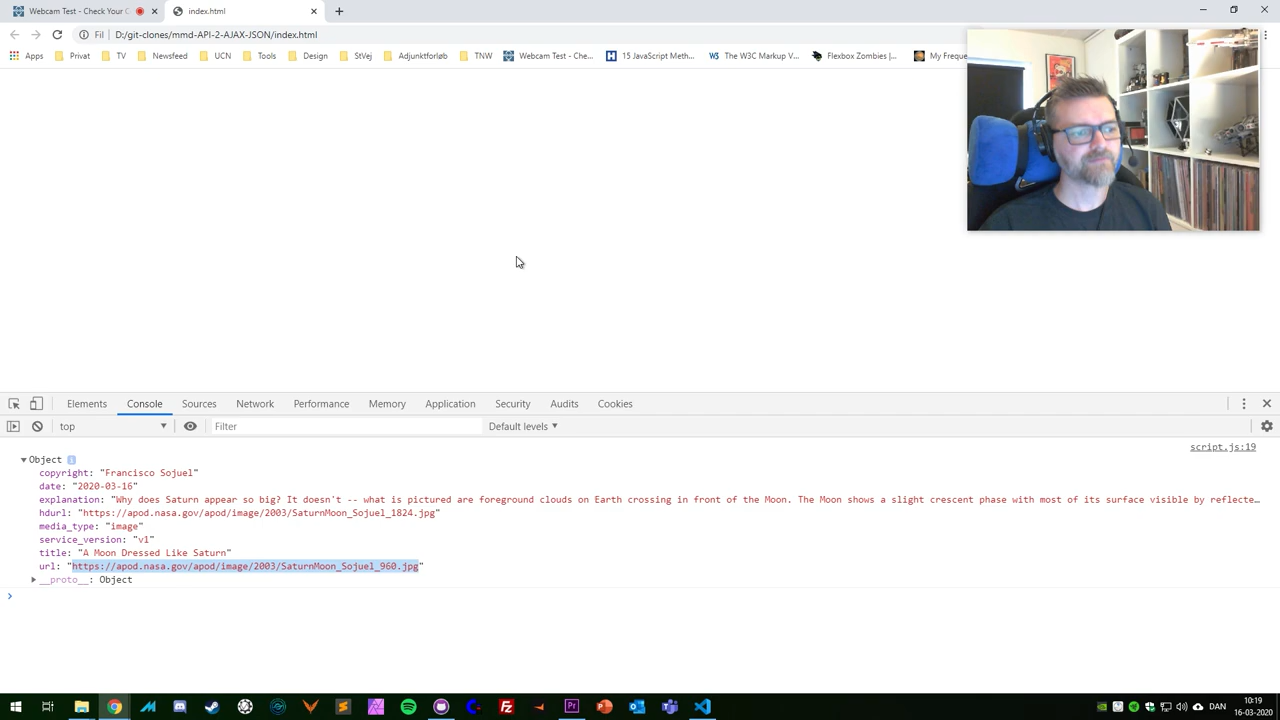 Webcam Test - Check Your C
index.html
Fil
D:/git-clones/mmd-API-2-AJAX-JSON/index.html
Apps
Privat
TV
Newsfeed
UCN
Tools
Design
StVej
Adjunktforløb
TNW
Webcam Test - Che...
15 JavaScript Meth...
W3
The W3C Markup V...
Flexbox Zombies |...
My Freque
Elements
Console
Sources
Network
Performance
Memory
Application
Security
Audits
Cookies
top
Filter
Default levels
script.js:19
Object i
copyright: "Francisco Sojuel"
date: "2020-03-16"
explanation: "Why does Saturn appear so big? It doesn't -- what is pictured are foreground clouds on Earth crossing in front of the Moon. The Moon shows a slight crescent phase with most of its surface visible by reflecte…
hdurl: "https://apod.nasa.gov/apod/image/2003/SaturnMoon_Sojuel_1824.jpg"
media_type: "image"
service_version: "v1"
title: "A Moon Dressed Like Saturn"
url: "https://apod.nasa.gov/apod/image/2003/SaturnMoon_Sojuel_960.jpg"
__proto__: Object
DAN
10:19
16-03-2020